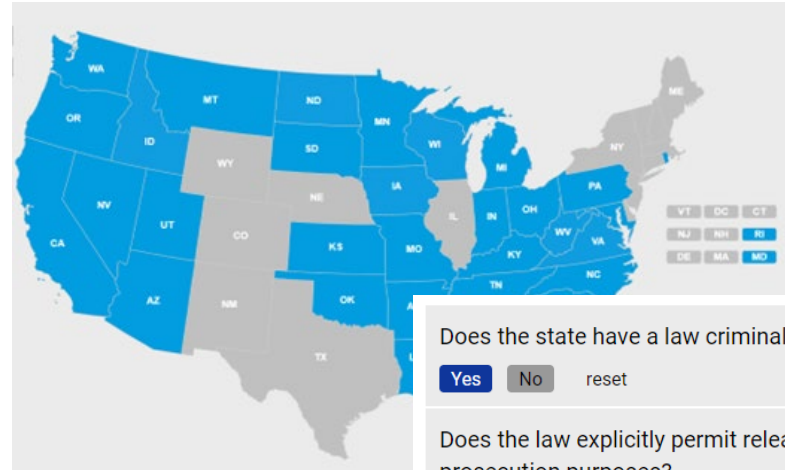 WA
MT
ND
MN
OR
ID
WI
SD
MI
ME
WY
NY
IA
NE
PA
NV
UT
IL
IN
OH
CO
CA
KS
MO
WV
VA
KY
AZ
NM
OK
TN
NC
TX
VT DC CT
NJ NH RI
DE MA MD
Does the state have a law criminal
Yes No reset
Does the law explicitly permit relea
prosecution purposes?